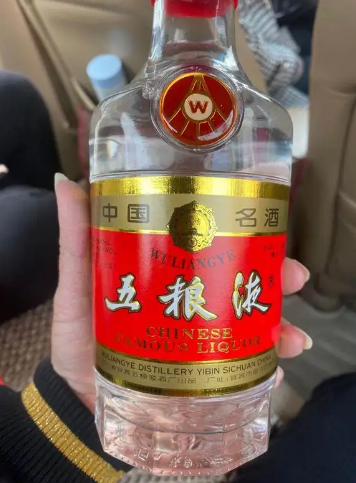 W
中国 名酒
WULIANGYE
五粮液
CHINESE
FAMOUS LIQUOR
WULIANGYE DISTILLERY YIBIN SICHUAN CHINA